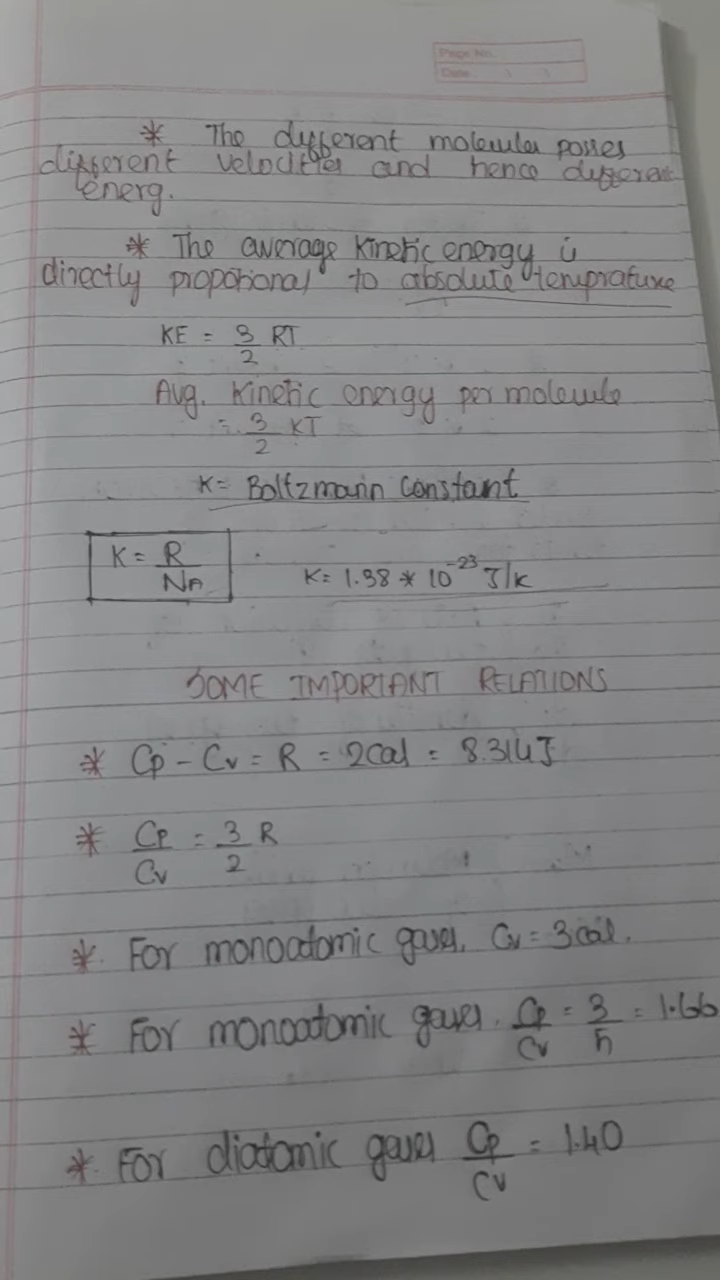 Page No.
Date
* The different molecules posses
different velocities and hence different
energ.
* The average kinetic energy is
directly proportional to absolute temprature
KE = 3/2 RT
Avg. Kinetic energy per molecule
= 3/2 KT
K = Boltzmann Constant
K = R/NA
K = 1.38 * 10^-23 J/K
SOME IMPORTANT RELATIONS
* Cp - Cv = R = 2Cal = 8.314J
* Cp/Cv = 3/2 R
* For monoatomic gases, Cv = 3cal.
* For monoatomic gases, Cp/Cv = 3/5 = 1.66
* For diatomic gases Cp/Cv = 1.40